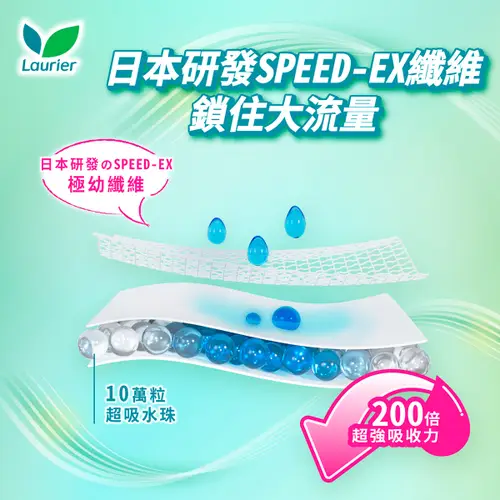 Laurier
日本研發SPEED-EX纖維
鎖住大流量
日本研發のSPEED-EX
極幼纖維
10萬粒
超吸水珠
200倍
超強吸收力